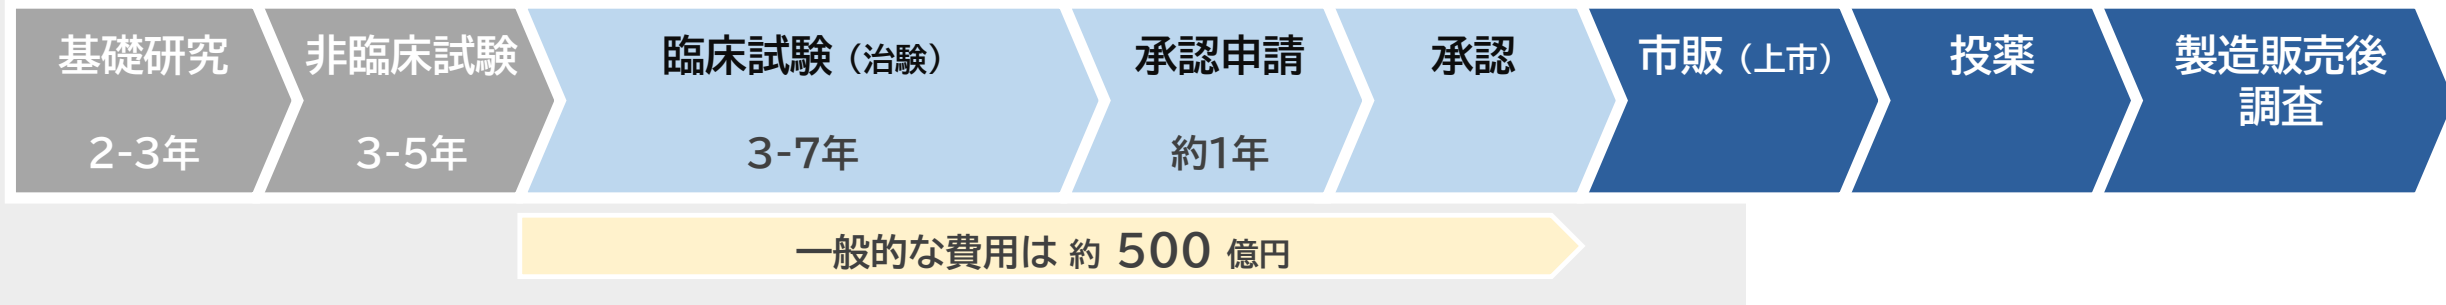 基礎研究
2-3年
非臨床試験
3-5年
臨床試験（治験）
3-7年
承認申請
約1年
承認
市販（上市）
投薬
製造販売後
調査
一般的な費用は 約 500 億円